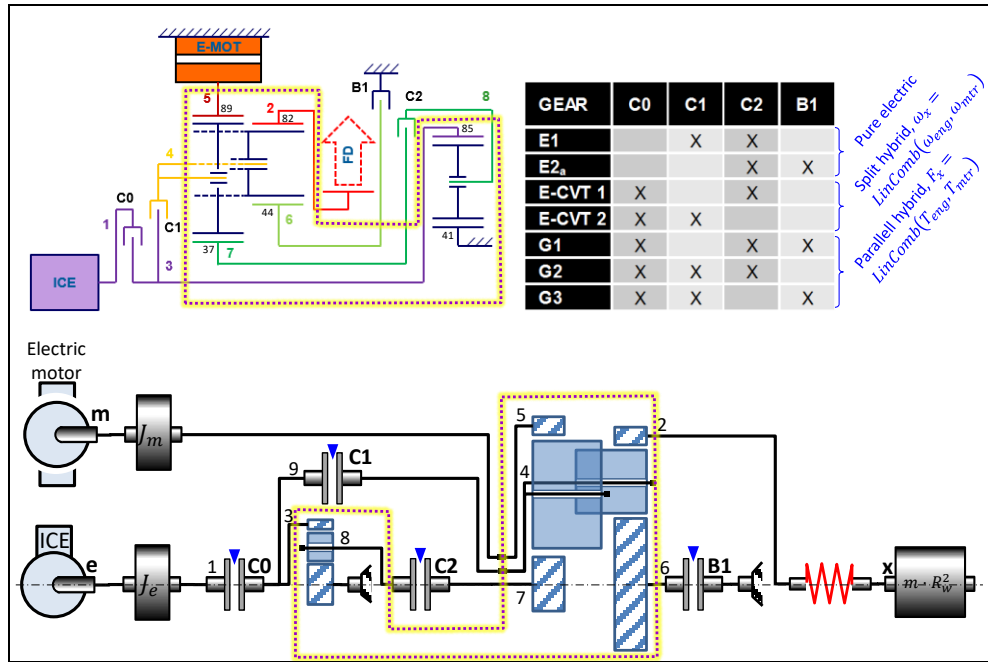 E-MOT
5
89
2
82
B1
C2
8
85
4
C0
1
C1
FD
44
6
41
37
7
3
ICE
GEAR C0 C1 C2 B1
E1 X X
E2a X X
E-CVT 1 X X
E-CVT 2 X X
G1 X X X
G2 X X X
G3 X X X
Pure electric
Split hybrid, ωx =
LinComb(ωeng, ωmtr)
Parallell hybrid, Fx =
LinComb(Teng, Tmtr)
Electric
motor
m
Jm
5
2
9
C1
4
3
8
ICE
e
Je
1
C0
C2
7
6
B1
x
m · Rw²